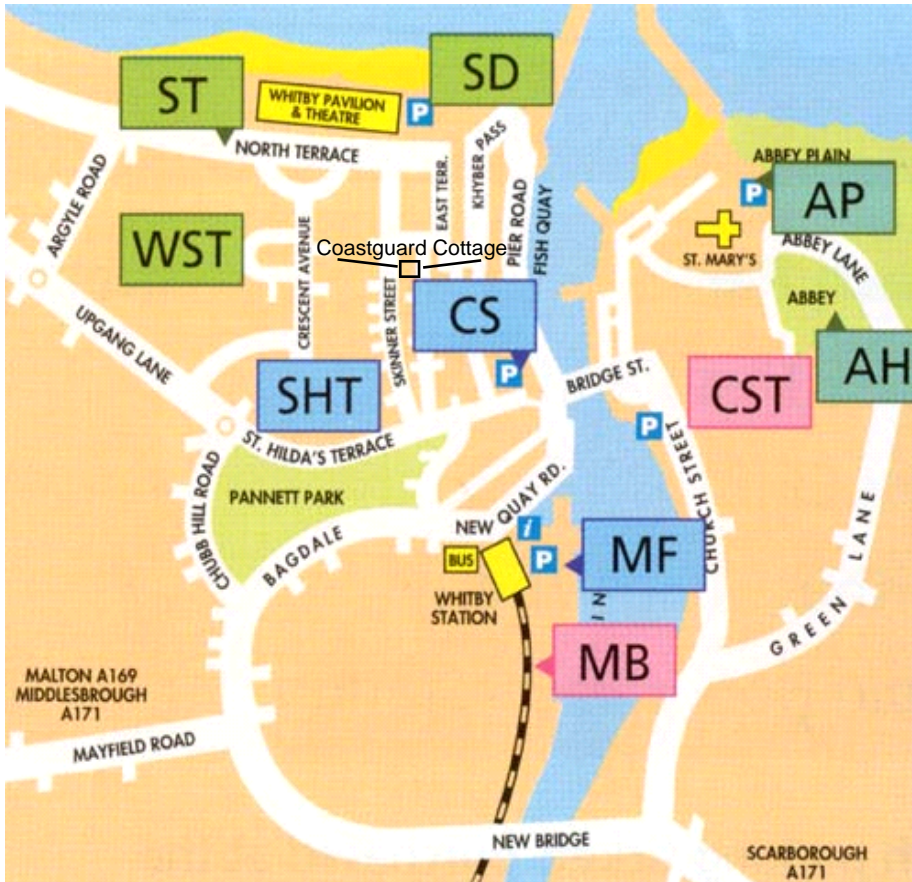 ST
SD
WHITBY PAVILION
& THEATRE
P
NORTH TERRACE
KHYBER PASS
EAST TERR.
PIER ROAD
FISH QUAY
ABBEY PLAIN
P
AP
ARGYLE ROAD
WST
CRESCENT AVENUE
Coastguard Cottage
ST. MARY'S
ABBEY LANE
ABBEY
UPGANG LANE
SKINNER STREET
CS
P
BRIDGE ST.
SHT
CST
AH
P
ST. HILDA'S TERRACE
CHUBB HILL ROAD
PANNETT PARK
BAGDALE
NEW QUAY RD.
CHURCH STREET
i
BUS
P
MF
WHITBY
STATION
IN
GREEN LANE
MB
MALTON A169
MIDDLESBROUGH
A171
MAYFIELD ROAD
NEW BRIDGE
SCARBOROUGH
A171